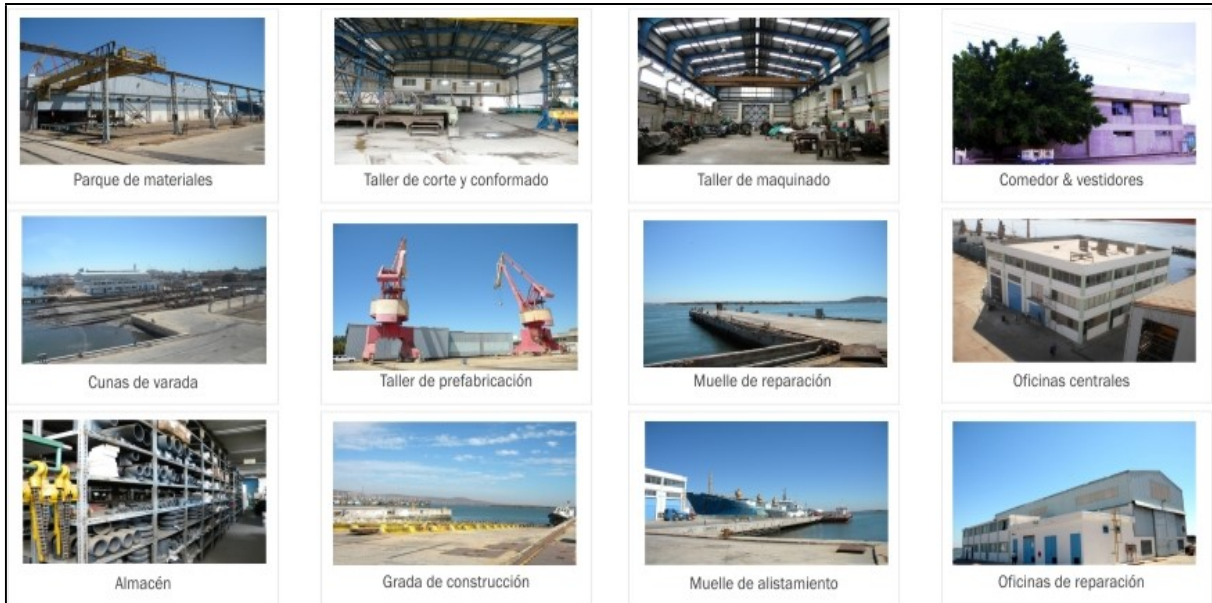 Parque de materiales
Taller de corte y conformado
Taller de maquinado
Comedor & vestidores
Cunas de varada
Taller de prefabricación
Muelle de reparación
Oficinas centrales
Almacén
Grada de construcción
Muelle de alistamiento
Oficinas de reparación